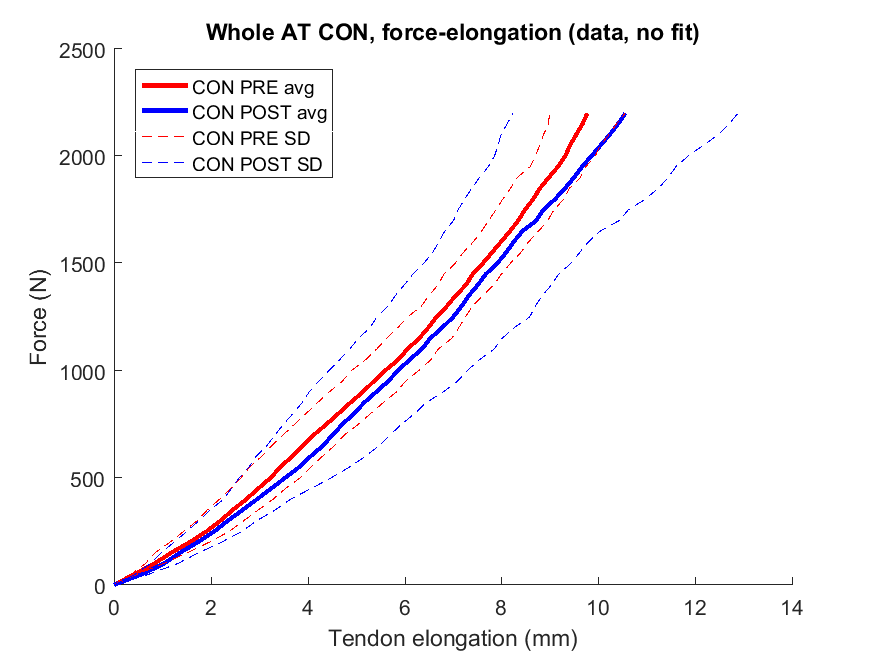 Whole AT CON, force-elongation (data, no fit)
2500
CON PRE avg
CON POST avg
CON PRE SD
CON POST SD
2000
1500
1000
500
0
Force (N)
0 2 4 6 8 10 12 14
Tendon elongation (mm)